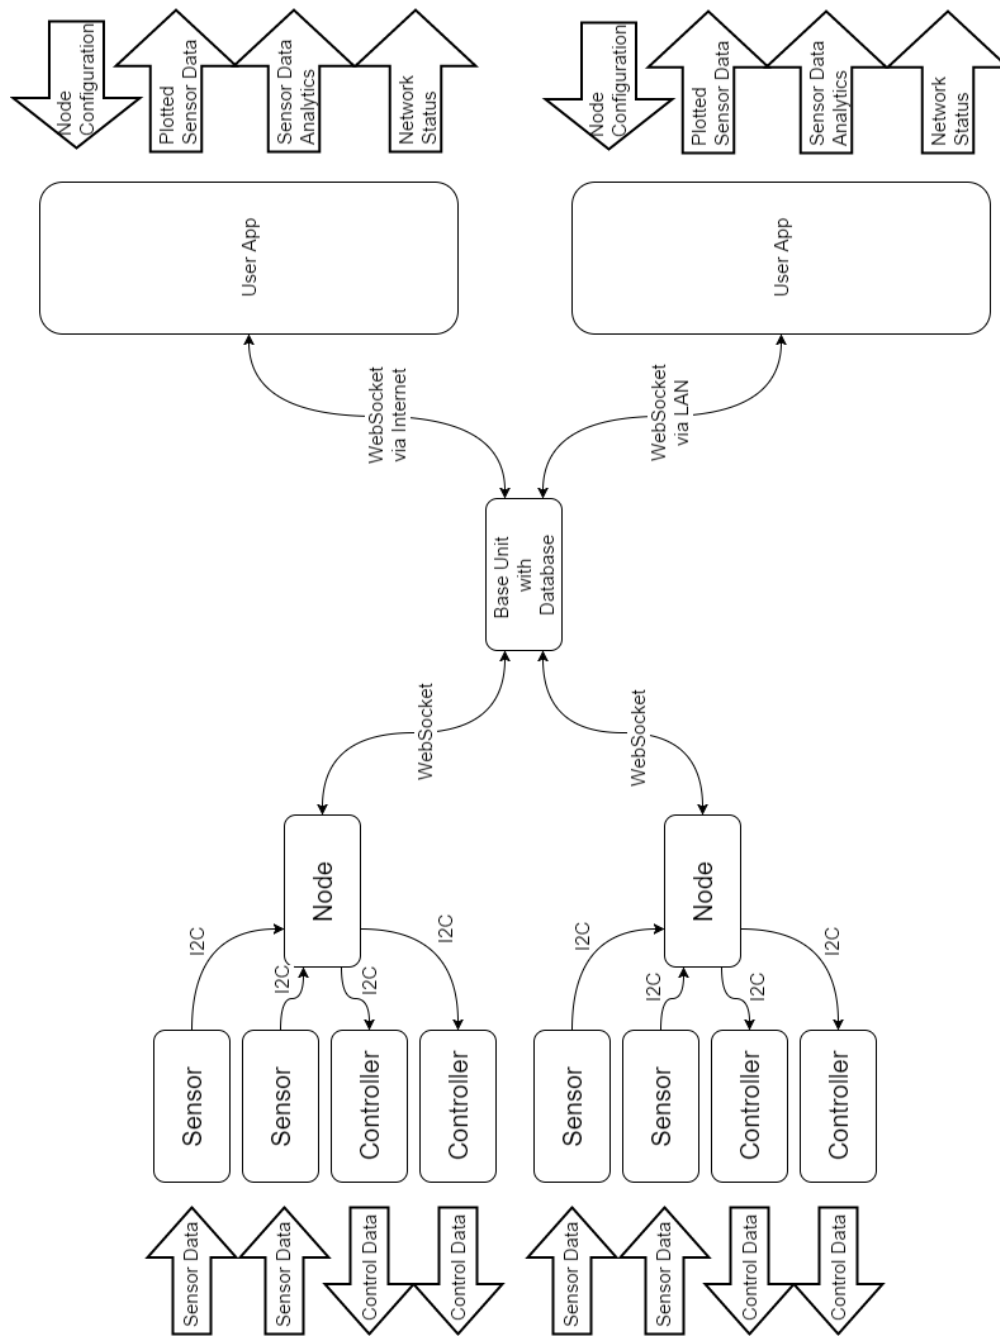 Sensor Data
Sensor Data
Control Data
Control Data
Sensor Data
Sensor Data
Control Data
Control Data
Sensor
Sensor
Controller
Controller
Sensor
Sensor
Controller
Controller
I2C
I2C
I2C
I2C
I2C
I2C
I2C
I2C
Node
Node
WebSocket
WebSocket
Base Unit
with
Database
WebSocket
via Internet
WebSocket
via LAN
User App
User App
Node
Configuration
Plotted
Sensor Data
Sensor Data
Analytics
Network
Status
Node
Configuration
Plotted
Sensor Data
Sensor Data
Analytics
Network
Status